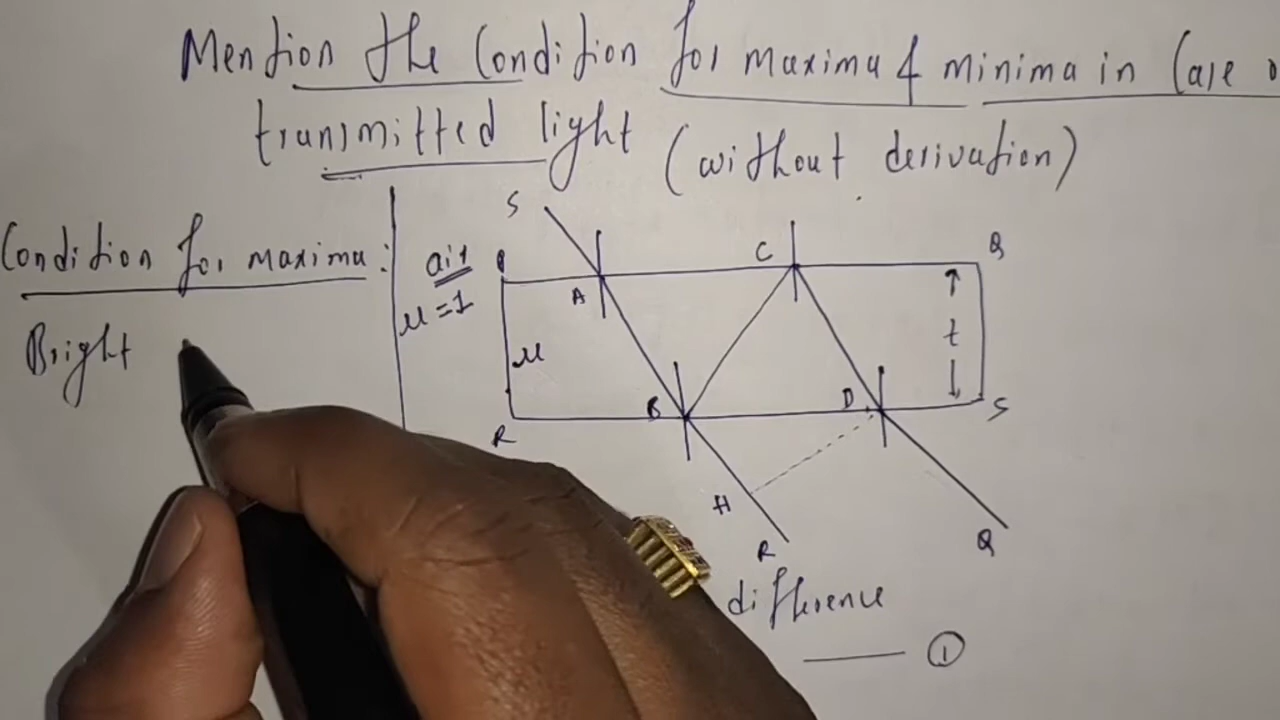 Mention the Condition for maxima & minima in Case o
transmitted light (without derivation)
Condition for maxima :
Bright
air
μ = 1
μ
S
A
C
Q
t
R
B
D
S
H
R
Q
difference
①